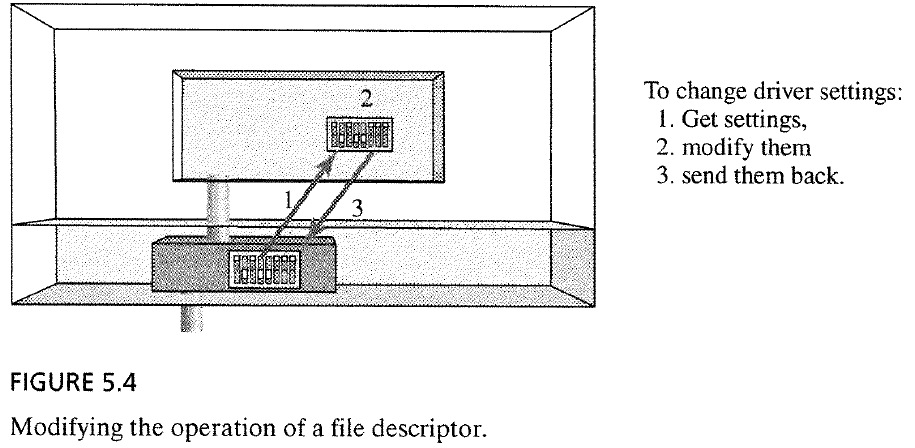 2
1
3
To change driver settings:
1. Get settings,
2. modify them
3. send them back.
FIGURE 5.4
Modifying the operation of a file descriptor.